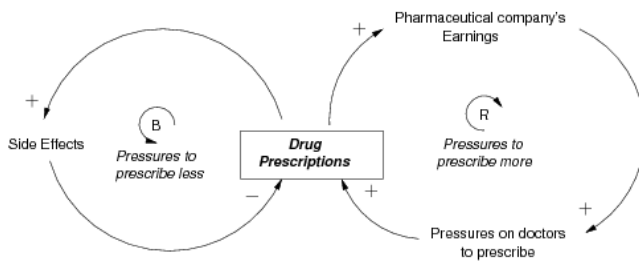 Pharmaceutical company's
Earnings
+
+
B
R
Side Effects
Pressures to
prescribe less
Drug
Prescriptions
Pressures to
prescribe more
−
+
+
Pressures on doctors
to prescribe